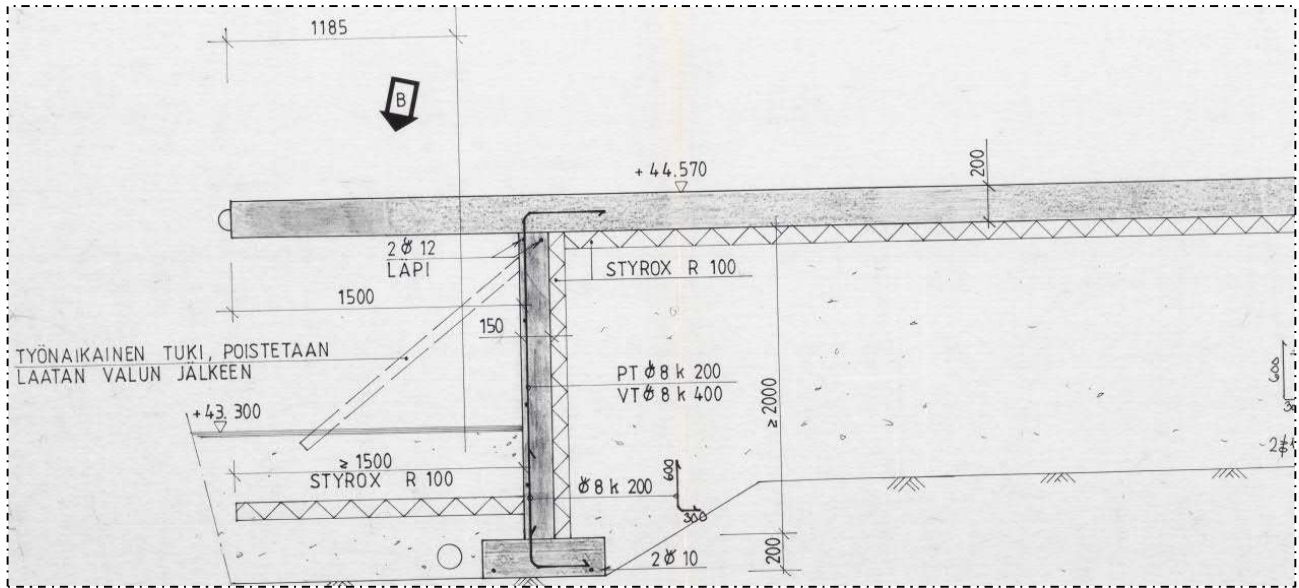 1185
B
+ 44.570
200
2 ⌀ 12
LÄPI
STYROX R 100
1500
150
TYÖNAIKAINEN TUKI, POISTETAAN
LAATAN VALUN JÄLKEEN
PT ⌀ 8 k 200
VT ⌀ 8 k 400
≥ 2000
600
+43.300
≥ 1500
STYROX R 100
⌀ 8 k 200
600
300
2 ⌀ 10
200